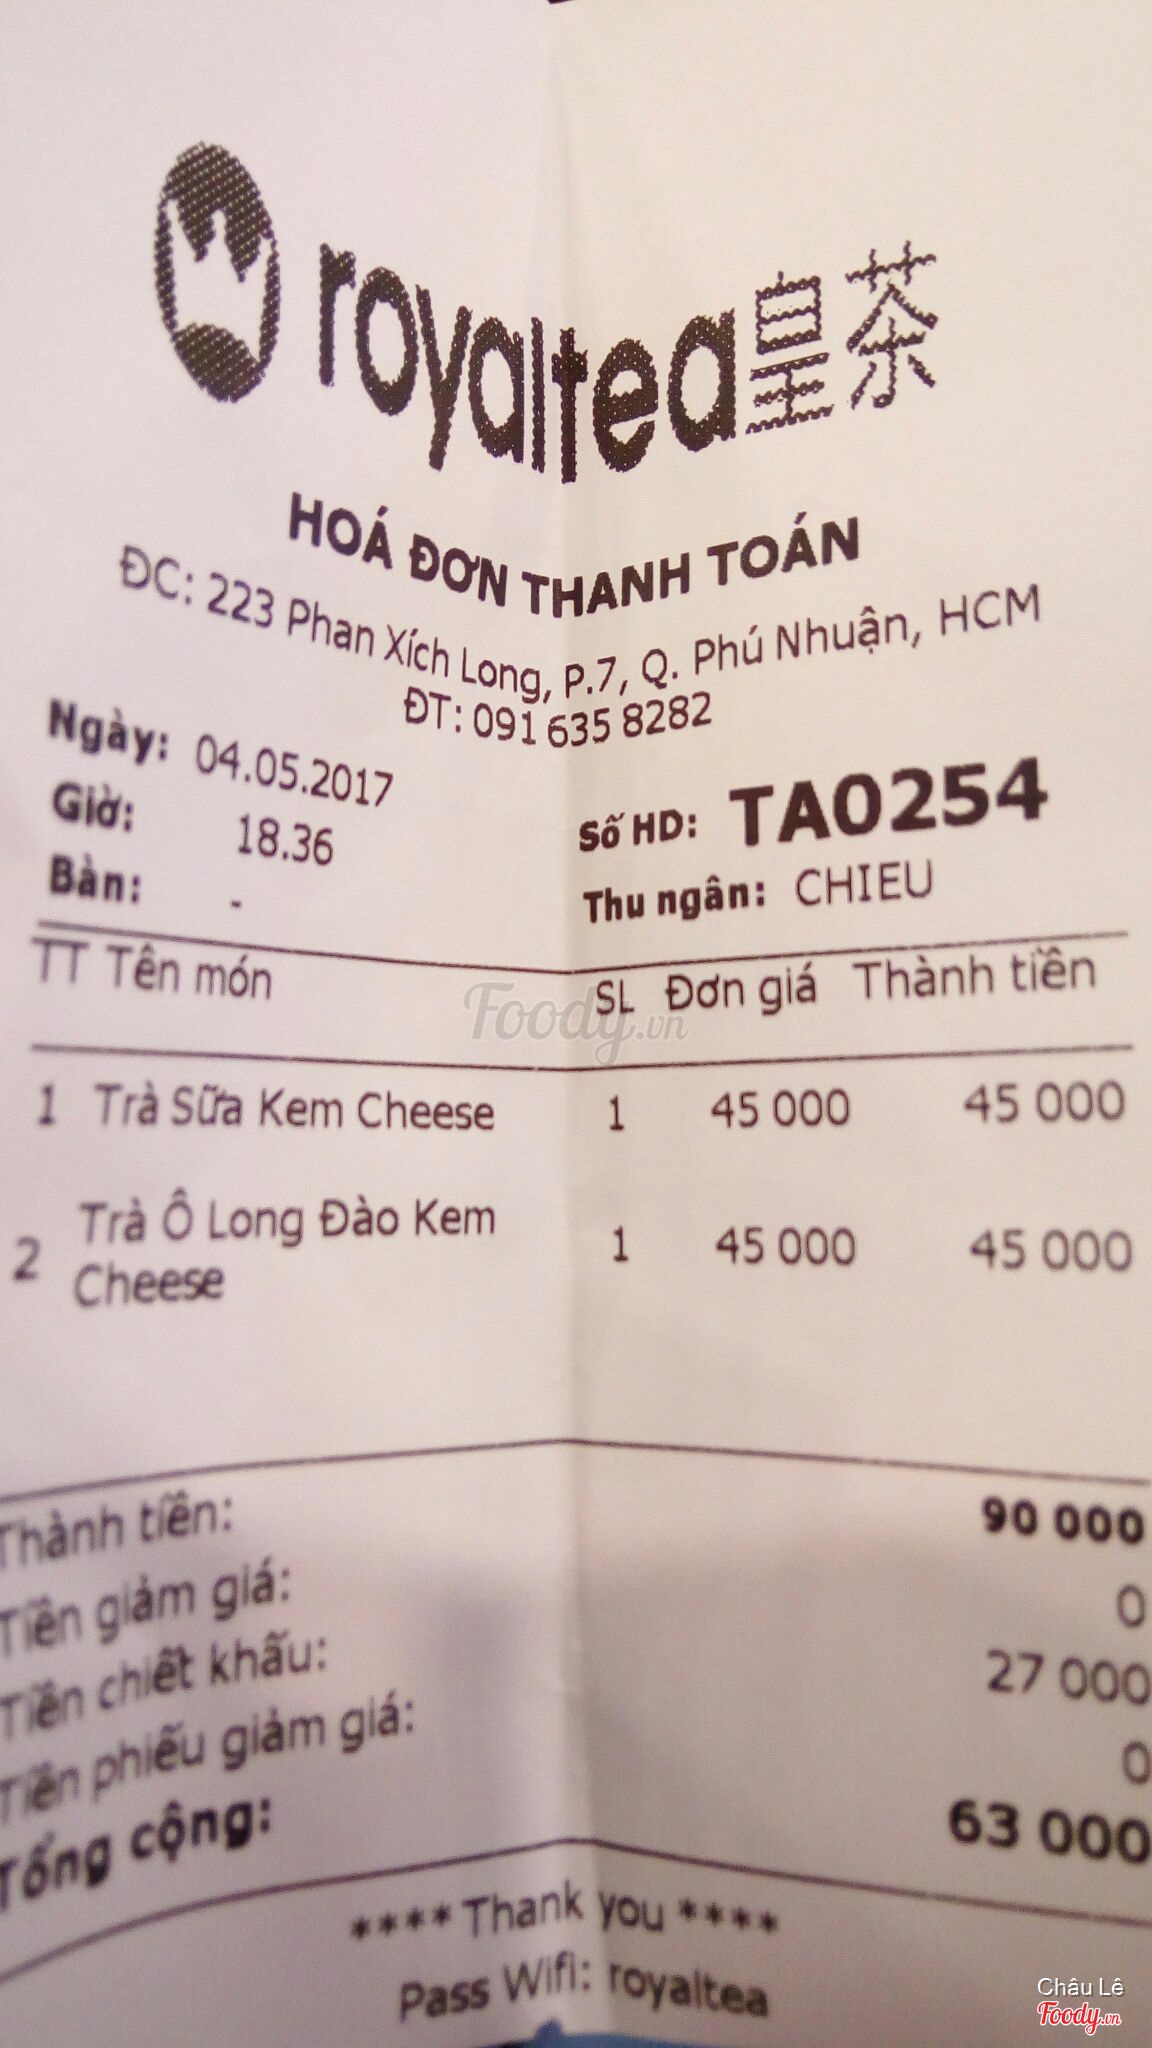 royaltea皇茶
HOÁ ĐƠN THANH TOÁN
ĐC: 223 Phan Xích Long, P.7, Q. Phú Nhuận, HCM
ĐT: 091 635 8282
Ngày: 04.05.2017
Giờ: 18.36
Số HD: TA0254
Bàn: -
Thu ngân: CHIEU
TT Tên món SL Đơn giá Thành tiền
Foody.vn
1 Trà Sữa Kem Cheese 1 45 000 45 000
2 Trà Ô Long Đào Kem Cheese 1 45 000 45 000
Thành tiền: 90 000
Tiền giảm giá: 0
Tiền chiết khấu: 27 000
Tiền phiếu giảm giá: 0
Tổng cộng: 63 000
**** Thank you ****
Pass Wifi: royaltea
Châu Lê
Foody.vn